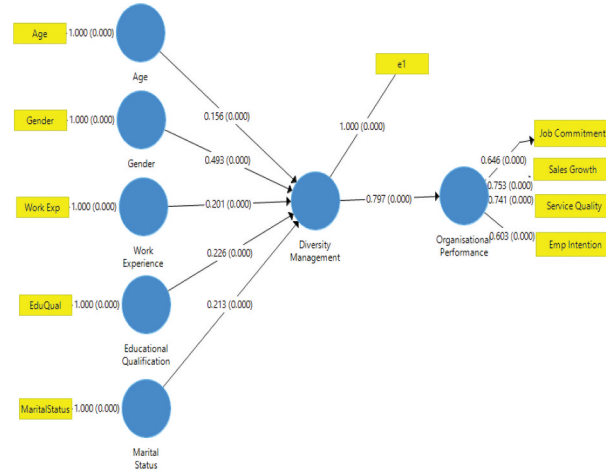 Age
1.000 (0.000)
Age
0.156 (0.000)
e1
1.000 (0.000)
Gender
1.000 (0.000)
Gender
0.493 (0.000)
Work Exp
1.000 (0.000)
Work
Experience
0.201 (0.000)
Diversity
Management
0.797 (0.000)
Organisational
Performance
0.646 (0.000)
Job Commitment
0.753 (0.000)
Sales Growth
0.741 (0.000)
Service Quality
0.603 (0.000)
Emp Intention
EduQual
1.000 (0.000)
Educational
Qualification
0.226 (0.000)
MaritalStatus
1.000 (0.000)
Marital
Status
0.213 (0.000)